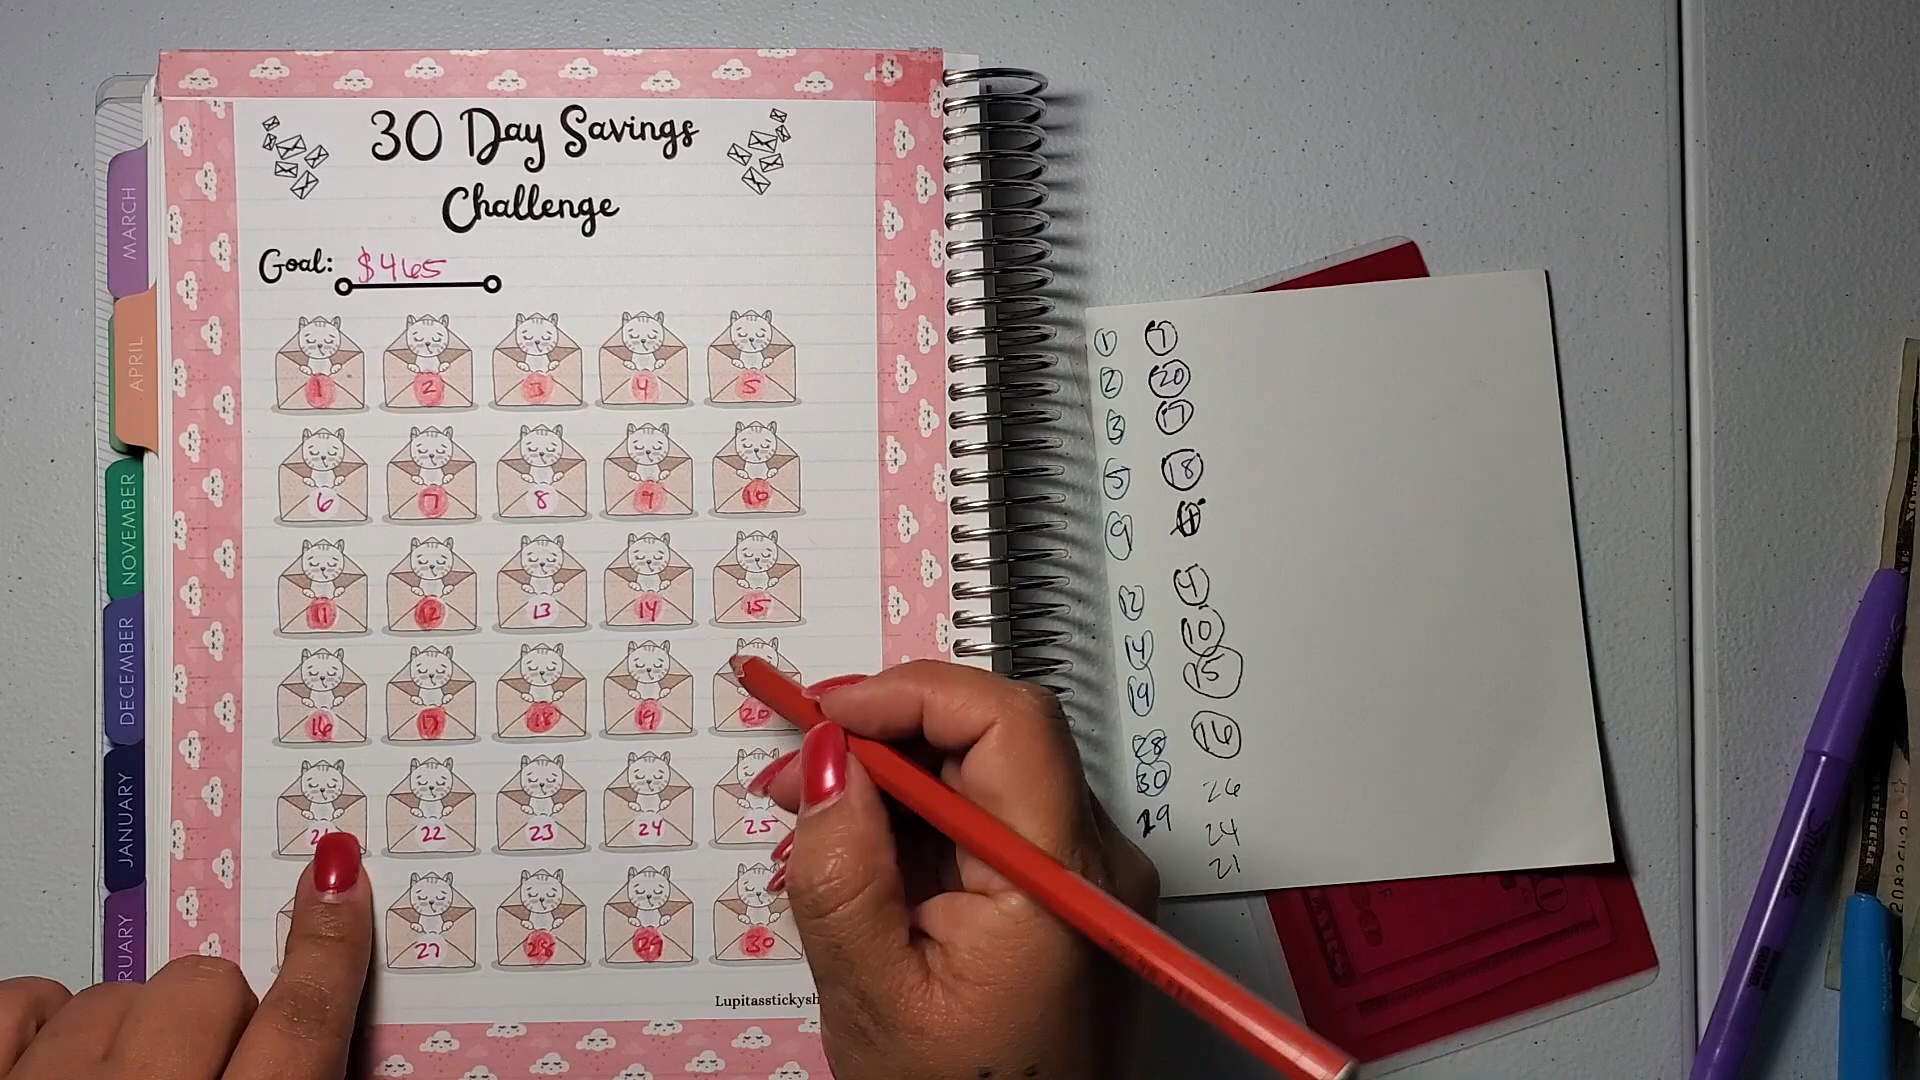 30 Day Savings
Challenge
Goal: $465
1 2 3 4 5
6 7 8 9 10
11 12 13 14 15
16 17 18 19 20
22 23 24 25
27 28 29 30
Lupitasstickysh
MARCH
APRIL
NOVEMBER
DECEMBER
JANUARY
RUARY
1 7
2 20
3 17
5 18
9
12 4
14 10
19 15
28 16
30 26
29 24
21
Sharpie